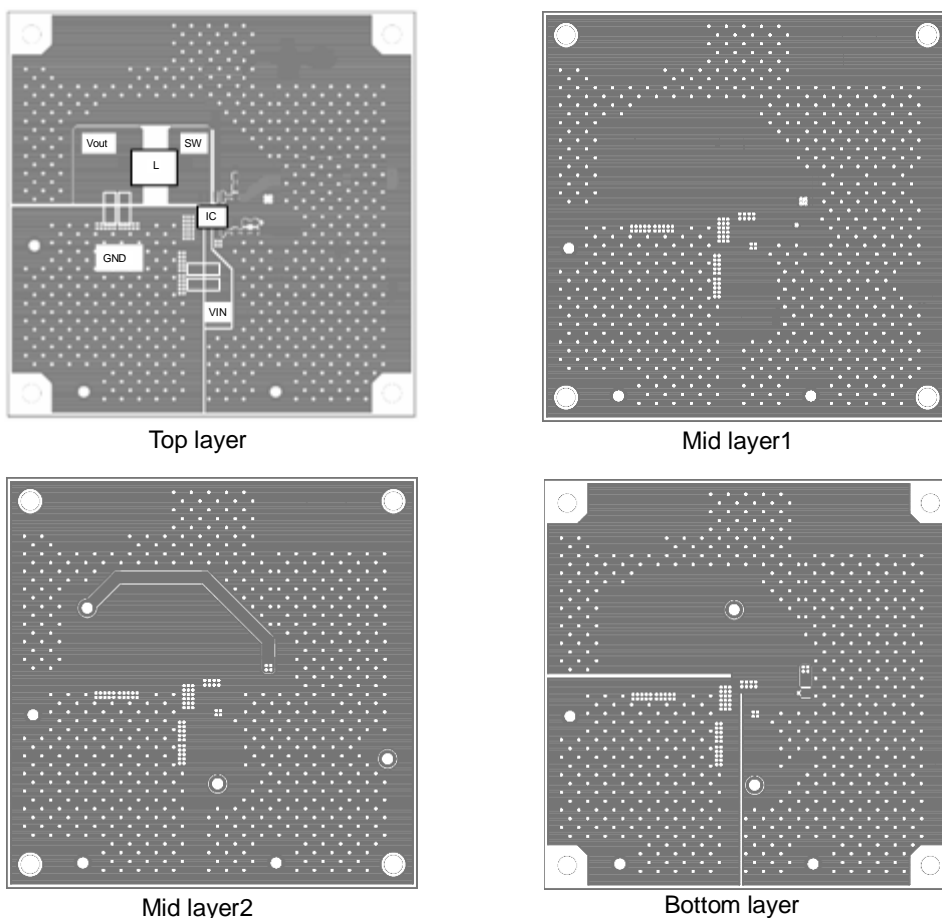 Vout
SW
L
IC
GND
VIN
Top layer
Mid layer1
Mid layer2
Bottom layer